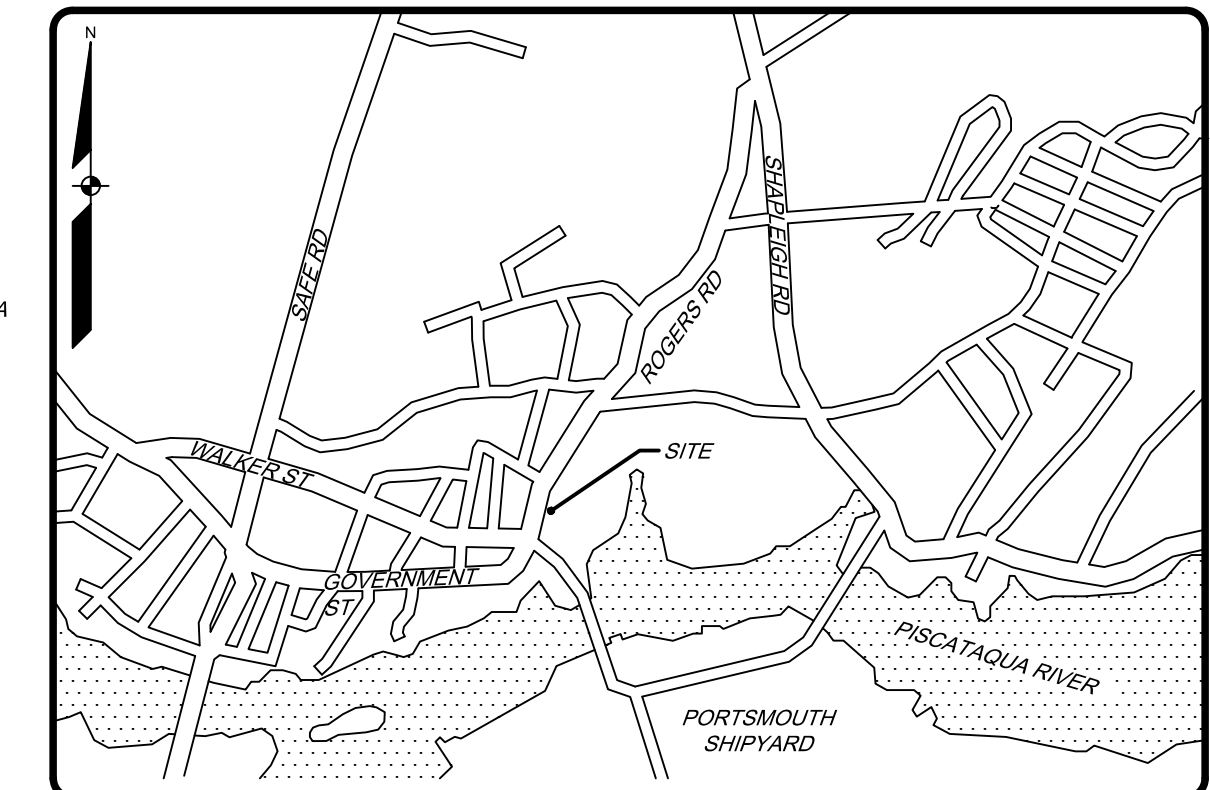 N
SHAPLEIGH RD
SAFE RD
A
ROGERS RD
WALKER ST
SITE
GOVERNMENT
ST
PISCATAQUA RIVER
PORTSMOUTH
SHIPYARD